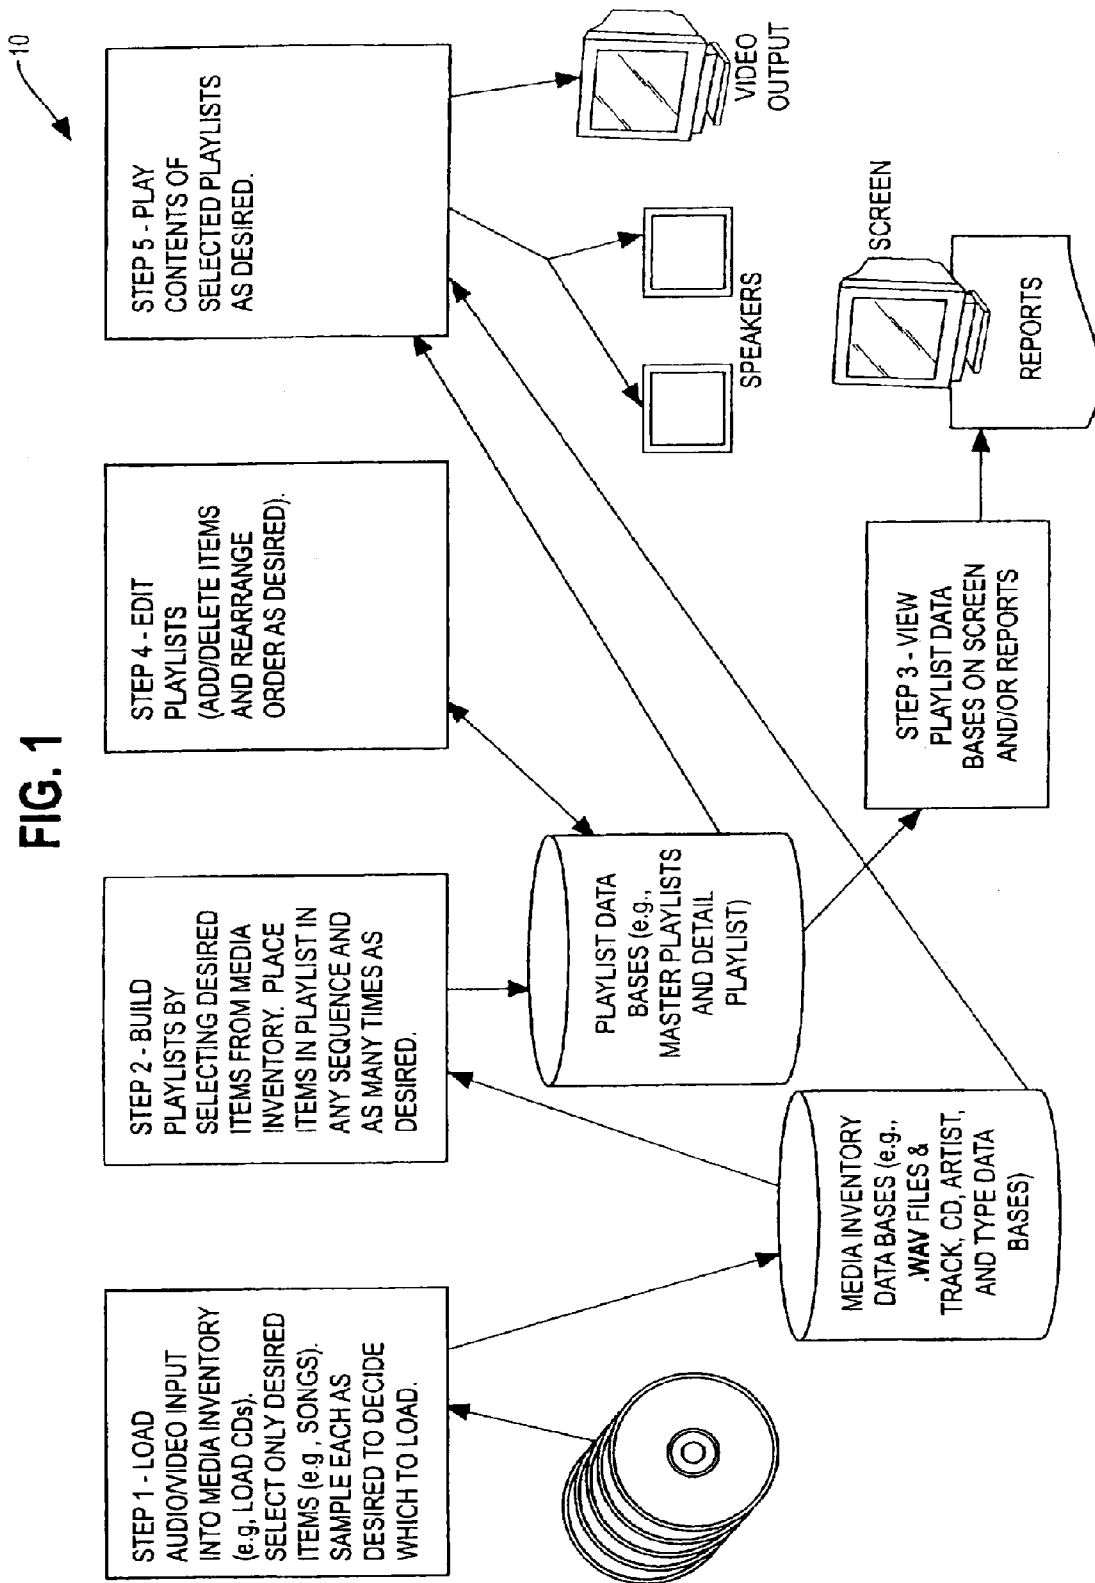 FIG. 1
10
STEP 1 - LOAD
AUDIO/VIDEO INPUT
INTO MEDIA INVENTORY
(e.g, LOAD CDs).
SELECT ONLY DESIRED
ITEMS (e.g., SONGS).
SAMPLE EACH AS
DESIRED TO DECIDE
WHICH TO LOAD.
STEP 2 - BUILD
PLAYLISTS BY
SELECTING DESIRED
ITEMS FROM MEDIA
INVENTORY. PLACE
ITEMS IN PLAYLIST IN
ANY SEQUENCE AND
AS MANY TIMES AS
DESIRED.
STEP 4 - EDIT
PLAYLISTS
(ADD/DELETE ITEMS
AND REARRANGE
ORDER AS DESIRED).
STEP 5 - PLAY
CONTENTS OF
SELECTED PLAYLISTS
AS DESIRED.
MEDIA INVENTORY
DATA BASES (e.g.,
.WAV FILES &
TRACK, CD, ARTIST,
AND TYPE DATA
BASES)
PLAYLIST DATA
BASES (e.g.,
MASTER PLAYLISTS
AND DETAIL
PLAYLIST)
STEP 3 - VIEW
PLAYLIST DATA
BASES ON SCREEN
AND/OR REPORTS
SPEAKERS
VIDEO
OUTPUT
SCREEN
REPORTS